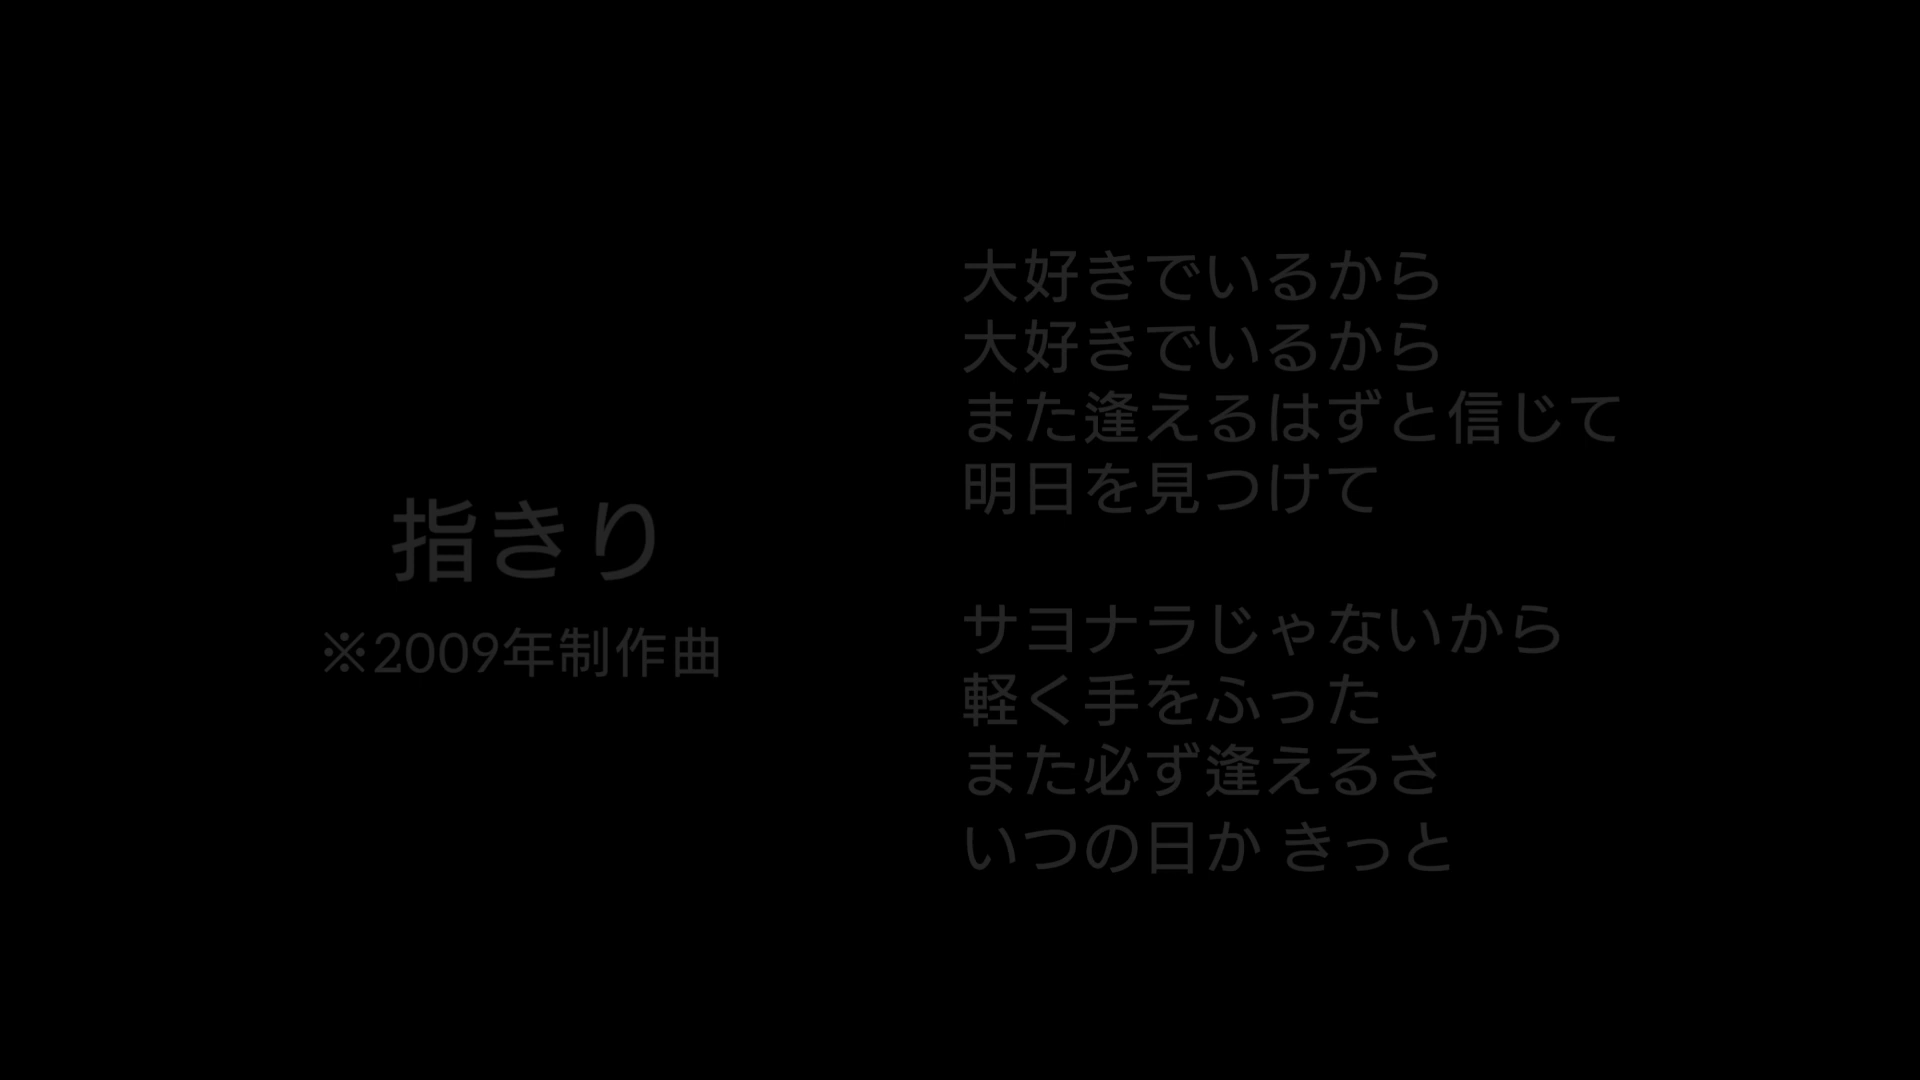 指きり
※2009年制作曲
大好きでいるから
大好きでいるから
また逢えるはずと信じて
明日を見つけて
サヨナラじゃないから
軽く手をふった
また必ず逢えるさ
いつの日か きっと